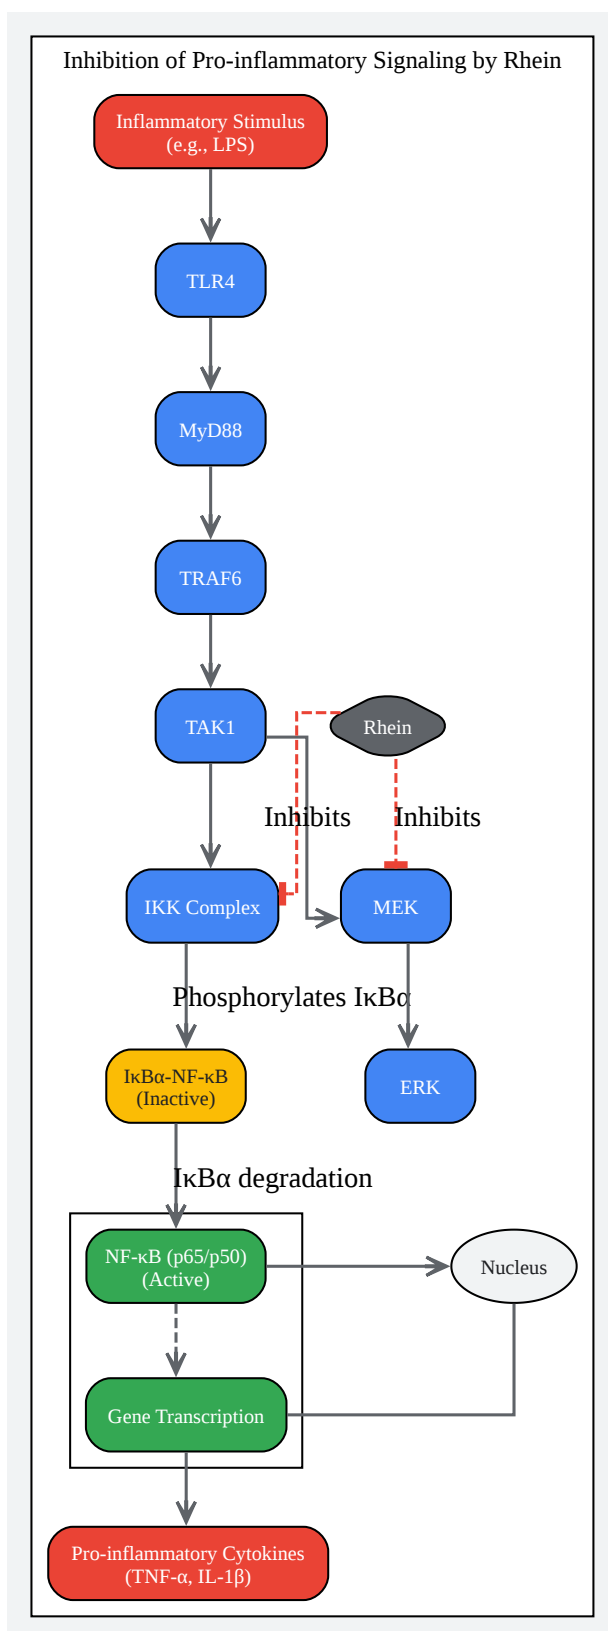 Inhibition of Pro-inflammatory Signaling by Rhein
Inflammatory Stimulus
(e.g., LPS)
TLR4
MyD88
TRAF6
TAK1
Rhein
Inhibits
Inhibits
IKK Complex
MEK
Phosphorylates IκBα
IκBα-NF-κB
(Inactive)
ERK
IκBα degradation
NF-κB (p65/p50)
(Active)
Nucleus
Gene Transcription
Pro-inflammatory Cytokines
(TNF-α, IL-1β)